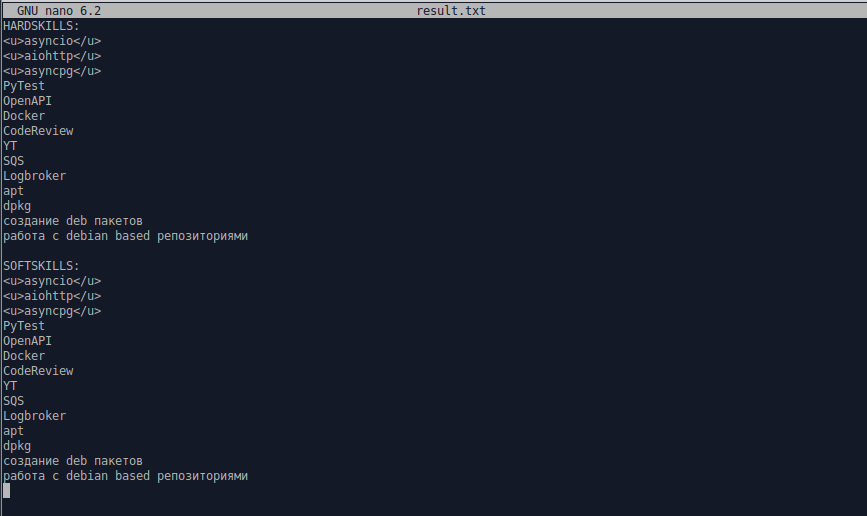 GNU nano 6.2 result.txt
HARDSKILLS:
<u>asyncio</u>
<u>aiohttp</u>
<u>asyncpg</u>
PyTest
OpenAPI
Docker
CodeReview
YT
SQS
Logbroker
apt
dpkg
создание deb пакетов
работа с debian based репозиториями

SOFTSKILLS:
<u>asyncio</u>
<u>aiohttp</u>
<u>asyncpg</u>
PyTest
OpenAPI
Docker
CodeReview
YT
SQS
Logbroker
apt
dpkg
создание deb пакетов
работа с debian based репозиториями